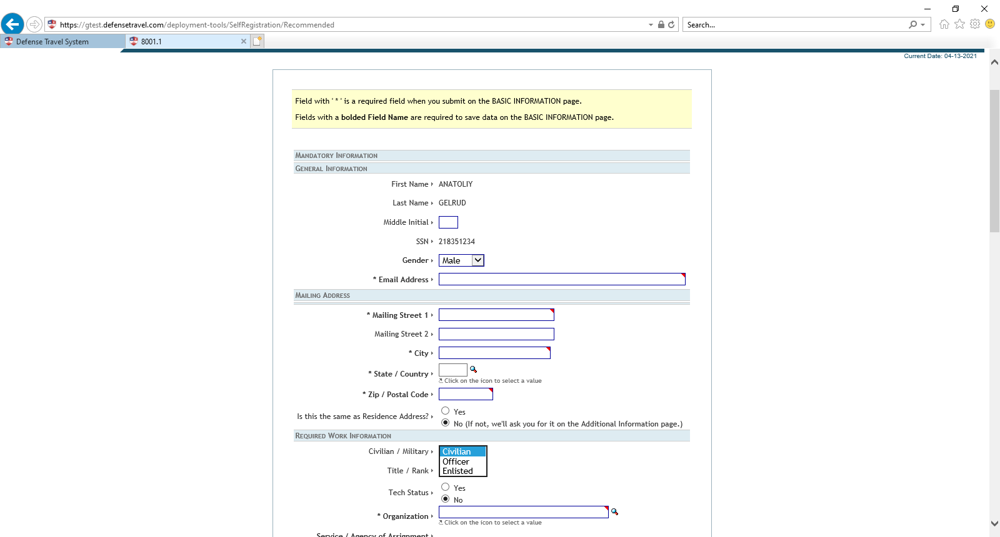 https://gtest.defensetravel.com/deployment-tools/SelfRegistration/Recommended
Search...
Defense Travel System
8001.1
Current Date: 04-13-2021
Field with ' * ' is a required field when you submit on the BASIC INFORMATION page.
Fields with a bolded Field Name are required to save data on the BASIC INFORMATION page.
MANDATORY INFORMATION
GENERAL INFORMATION
First Name ANATOLIY
Last Name GELRUD
Middle Initial
SSN 218351234
Gender Male
* Email Address
MAILING ADDRESS
* Mailing Street 1
Mailing Street 2
* City
* State / Country
Click on the icon to select a value
* Zip / Postal Code
Is this the same as Residence Address? Yes
No (If not, we'll ask you for it on the Additional Information page.)
REQUIRED WORK INFORMATION
Civilian / Military Civilian
Officer
Title / Rank Enlisted
Tech Status Yes
No
* Organization
Click on the icon to select a value
Service / Agency of Assignment